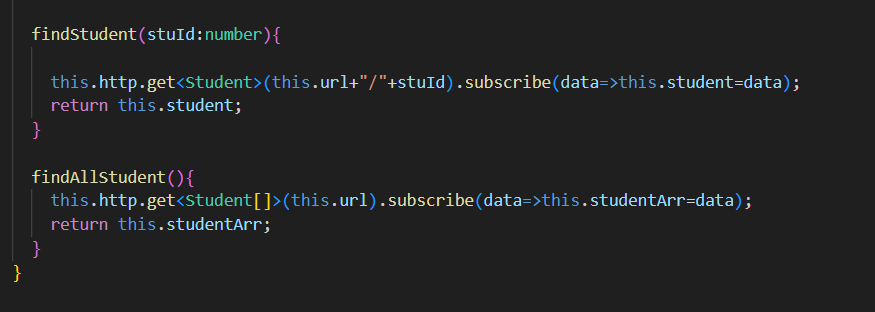 findStudent(stuId:number){
this.http.get<Student>(this.url+"/"+stuId).subscribe(data=>this.student=data);
return this.student;
}
findAllStudent(){
this.http.get<Student[]>(this.url).subscribe(data=>this.studentArr=data);
return this.studentArr;
}
}